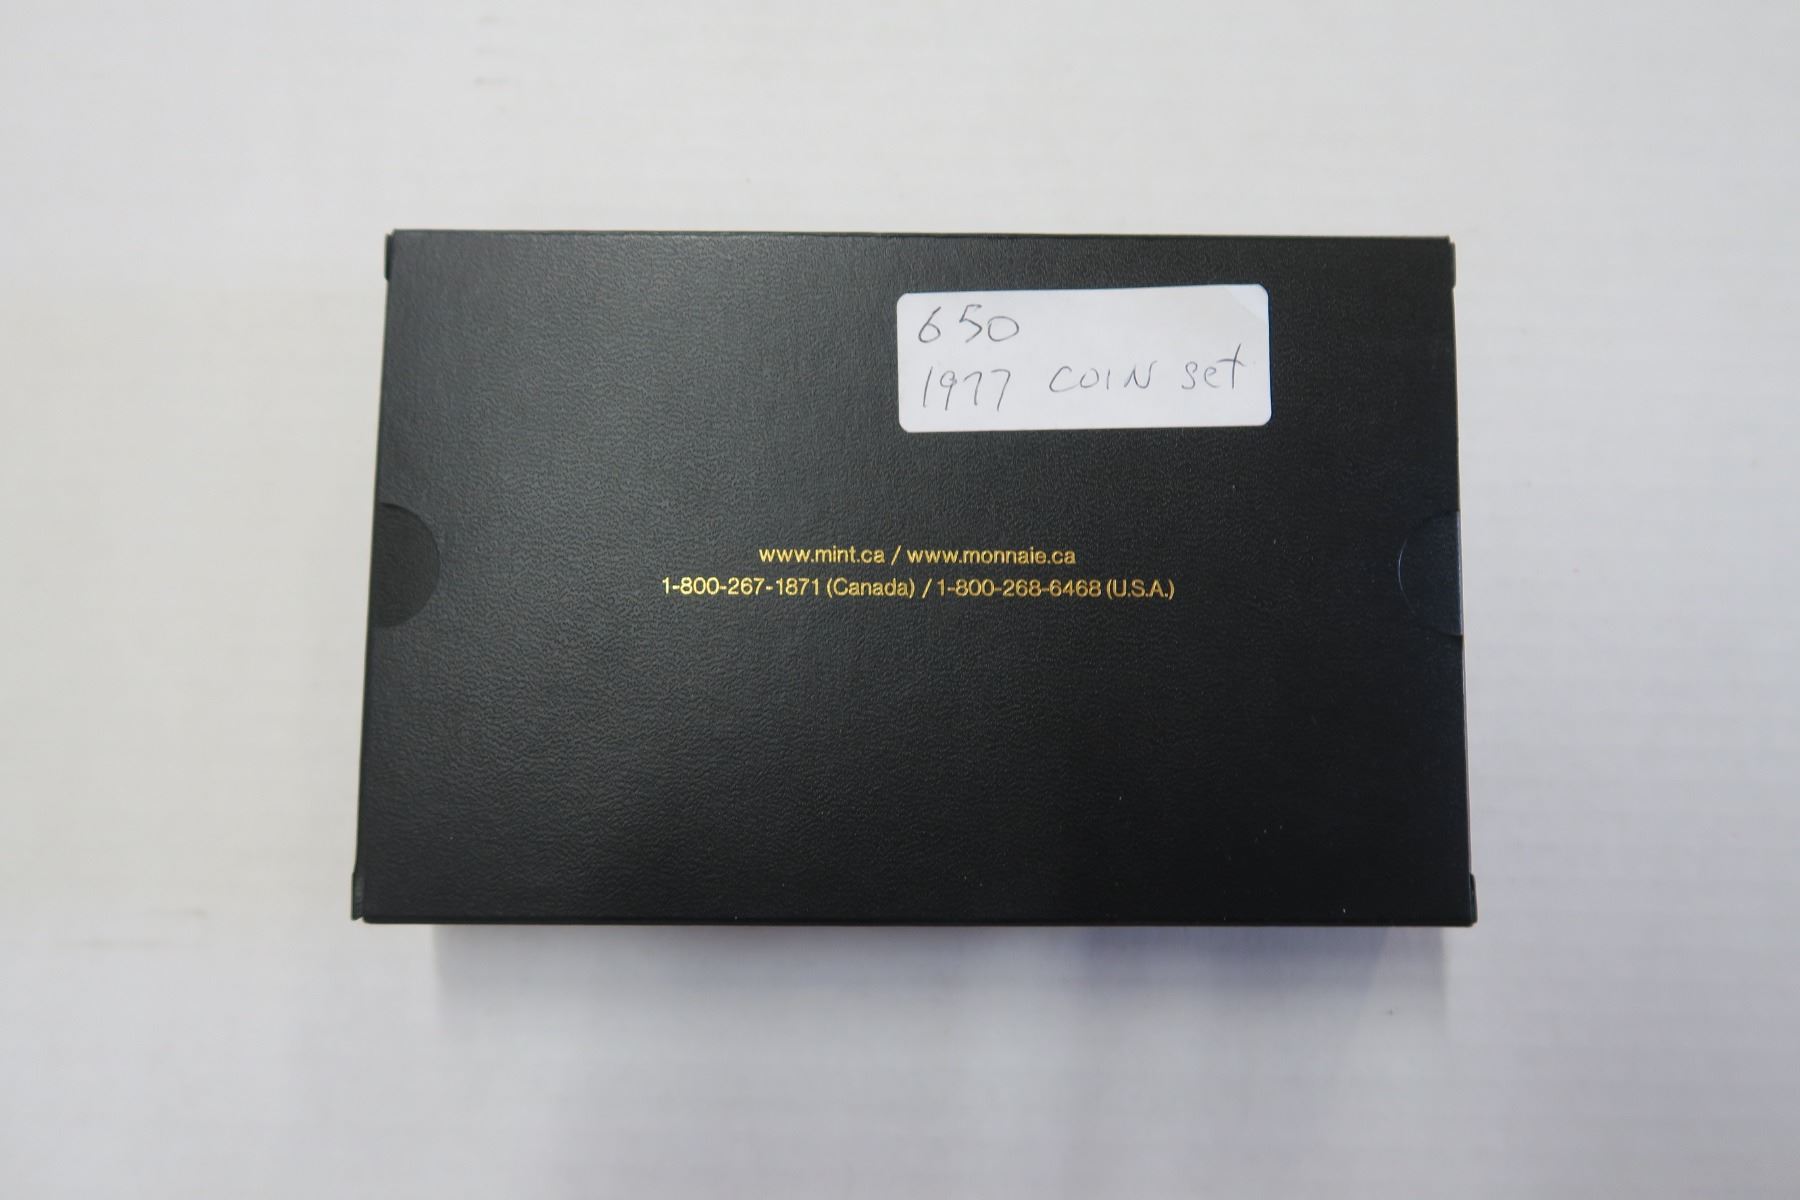 650
1977 COIN set
www.mint.ca / www.monnaie.ca
1-800-267-1871 (Canada) / 1-800-268-6468 (U.S.A.)